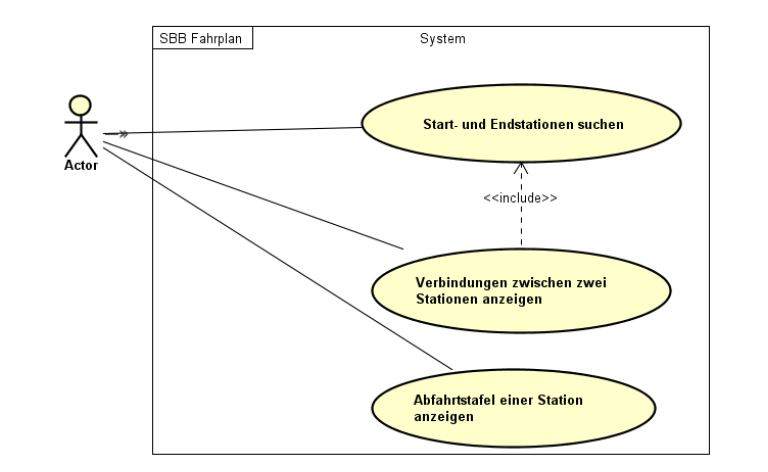 SBB Fahrplan
System
Start- und Endstationen suchen
Actor
<<include>>
Verbindungen zwischen zwei
Stationen anzeigen
Abfahrtstafel einer Station
anzeigen